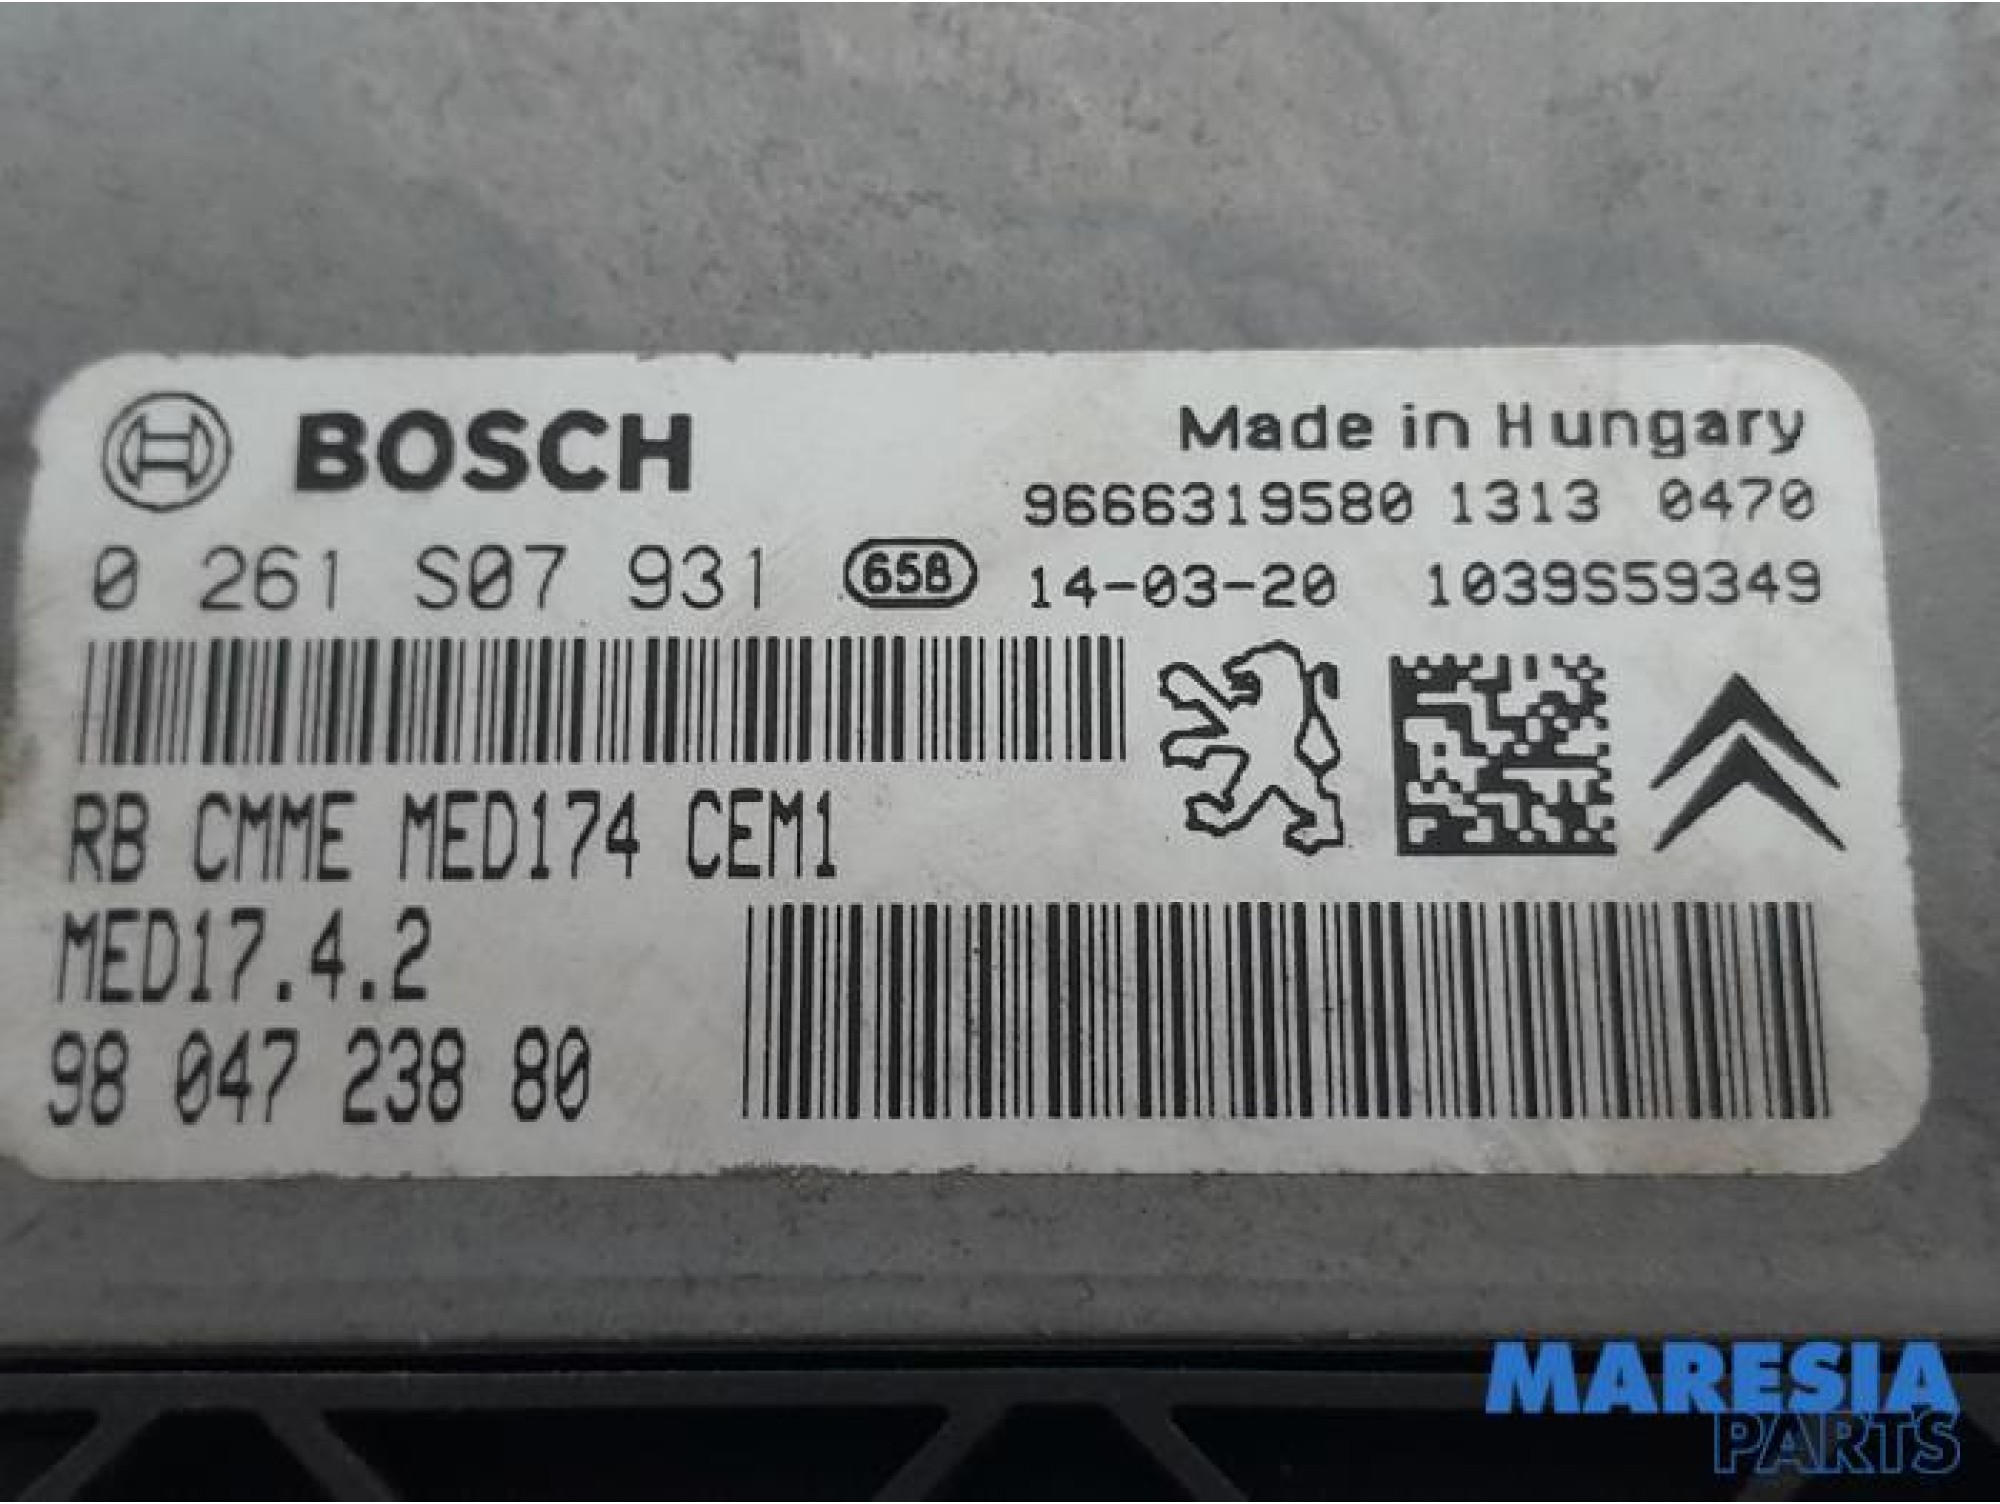 BOSCH
Made in Hungary
9666319580 1313 0470
0 261 S07 931 658 14-03-20 1039S59349
RB CMME MED174 CEM1
MED17.4.2
98 047 238 80
MARESIA
PARTS